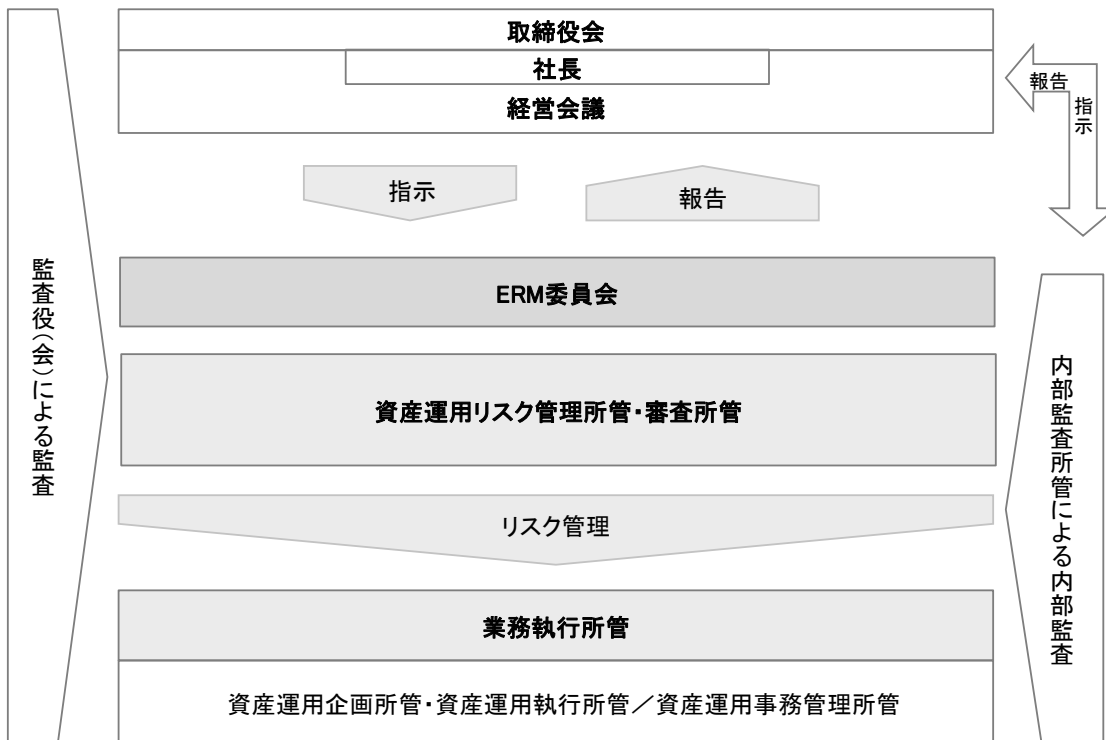 取締役会
社長
経営会議
報告
指示
指示
報告
監査役(会)による監査
ERM委員会
資産運用リスク管理所管・審査所管
内部監査所管による内部監査
リスク管理
業務執行所管
資産運用企画所管・資産運用執行所管／資産運用事務管理所管